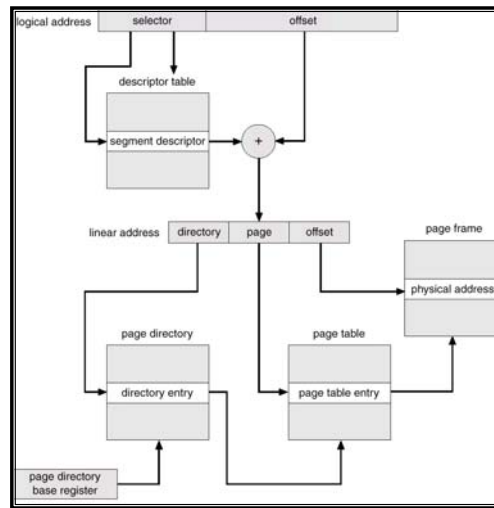 logical address
selector
offset
descriptor table
segment descriptor
+
linear address
directory
page
offset
page frame
physical address
page directory
page table
directory entry
page table entry
page directory
base register